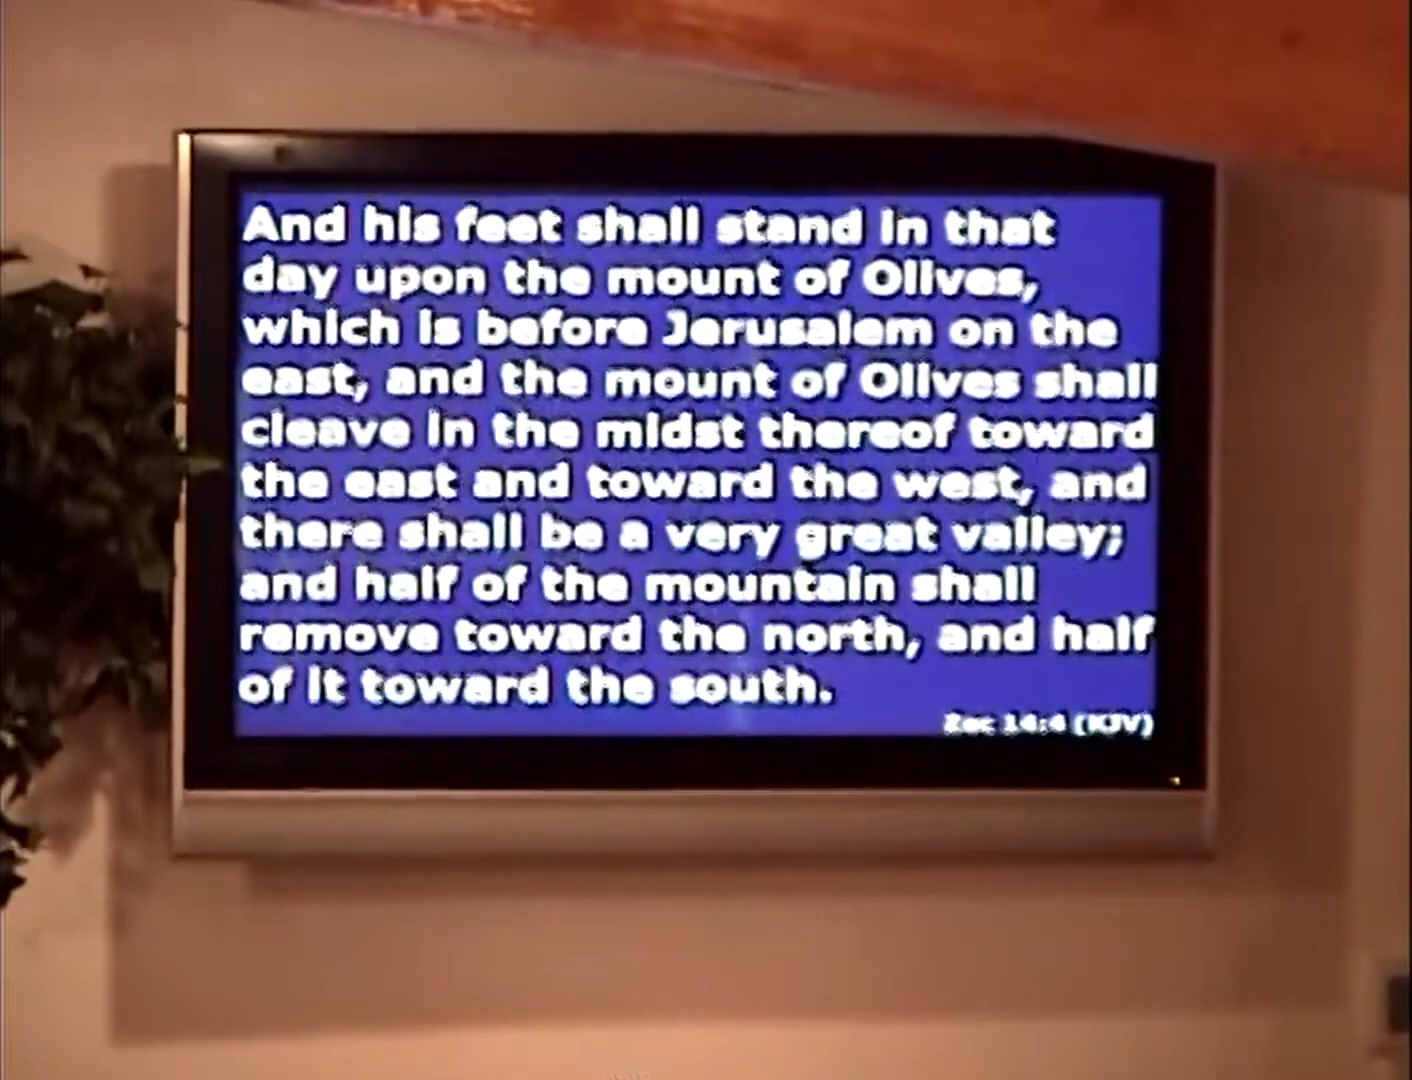 And his feet shall stand in that
day upon the mount of Olives,
which is before Jerusalem on the
east, and the mount of Olives shall
cleave in the midst thereof toward
the east and toward the west, and
there shall be a very great valley;
and half of the mountain shall
remove toward the north, and half
of it toward the south.
Zec 14:4 (KJV)